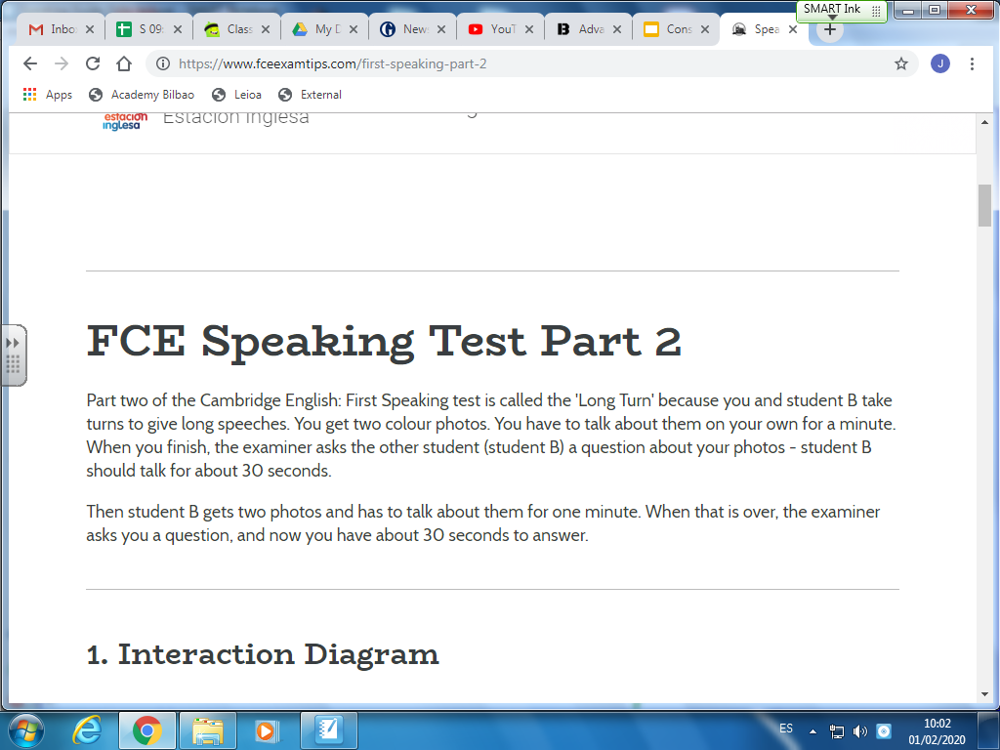 SMART Ink
Inbo
S 09:
Class
My D
News
YouT
Adva
Cons
Spea
https://www.fceexamtips.com/first-speaking-part-2
J
Apps
Academy Bilbao
Leioa
External
estación
inglesa
Estación Inglesa
FCE Speaking Test Part 2
Part two of the Cambridge English: First Speaking test is called the 'Long Turn' because you and student B take
turns to give long speeches. You get two colour photos. You have to talk about them on your own for a minute.
When you finish, the examiner asks the other student (student B) a question about your photos - student B
should talk for about 30 seconds.
Then student B gets two photos and has to talk about them for one minute. When that is over, the examiner
asks you a question, and now you have about 30 seconds to answer.
1. Interaction Diagram
ES
10:02
01/02/2020